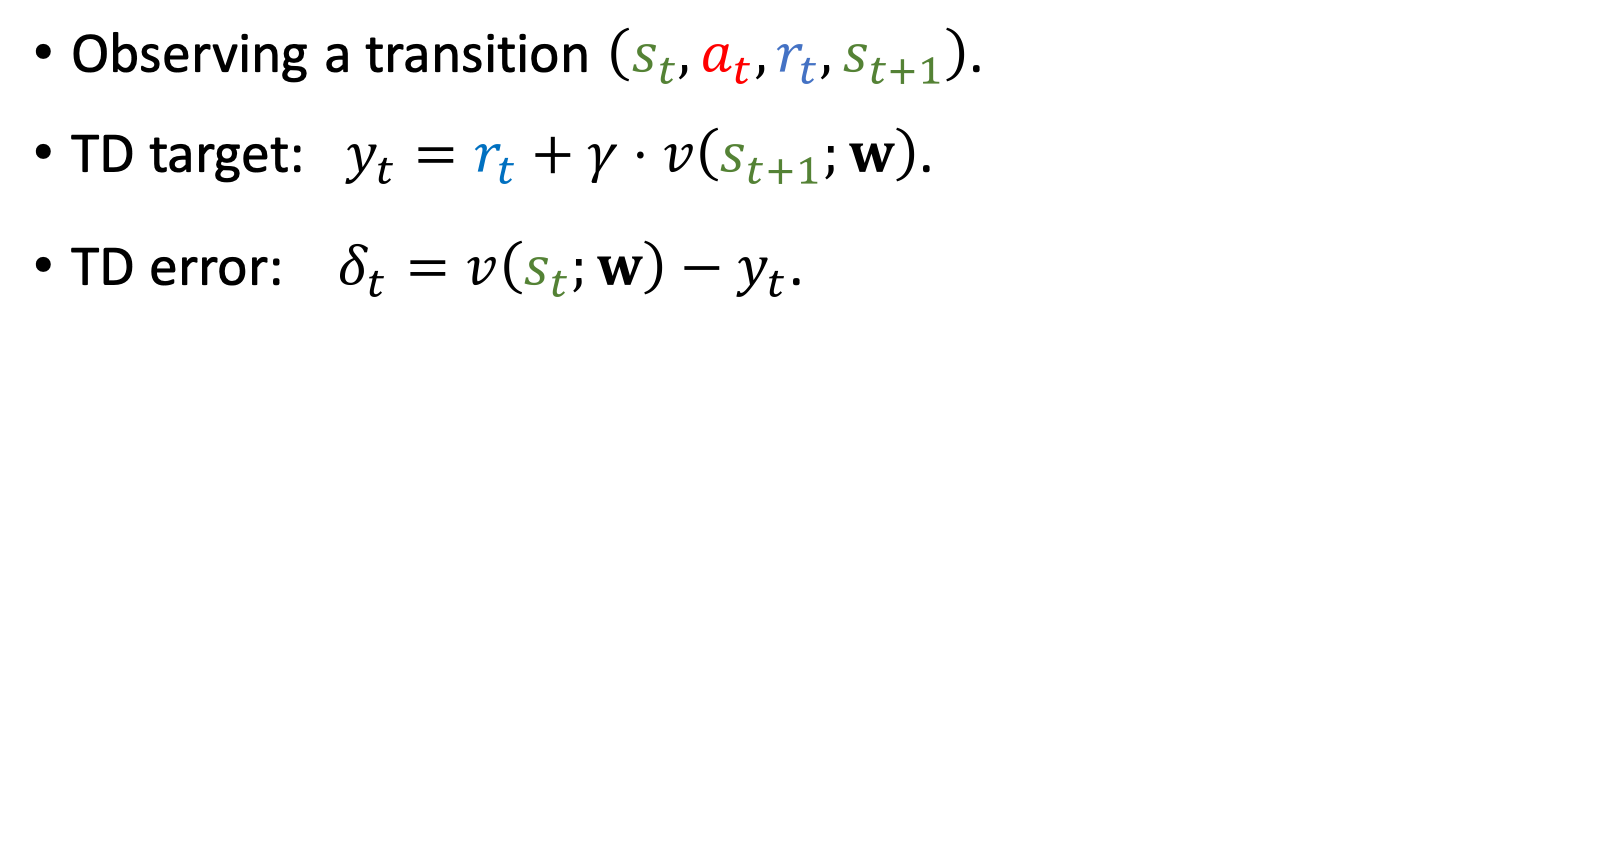 • Observing a transition (s_t, a_t, r_t, s_{t+1}).
• TD target: y_t = r_t + γ · v(s_{t+1}; w).
• TD error: δ_t = v(s_t; w) − y_t.